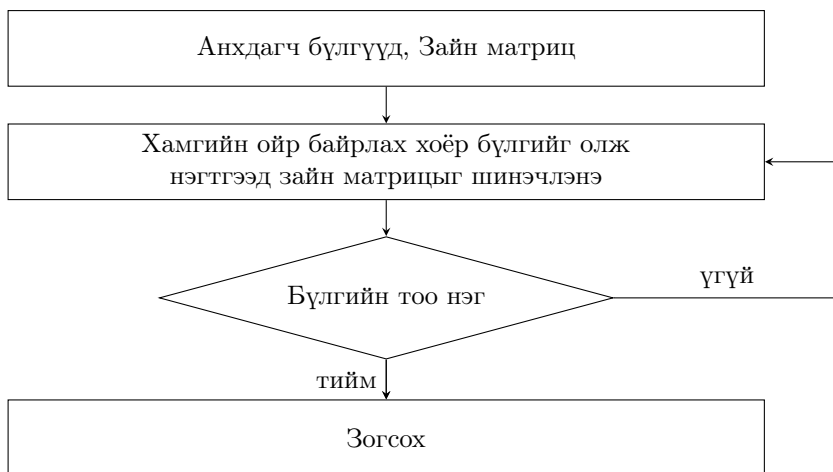 Анхдагч бүлгүүд, Зайн матриц
Хамгийн ойр байрлах хоёр бүлгийг олж
нэгтгээд зайн матрицыг шинэчлэнэ
Бүлгийн тоо нэг
үгүй
тийм
Зогсох